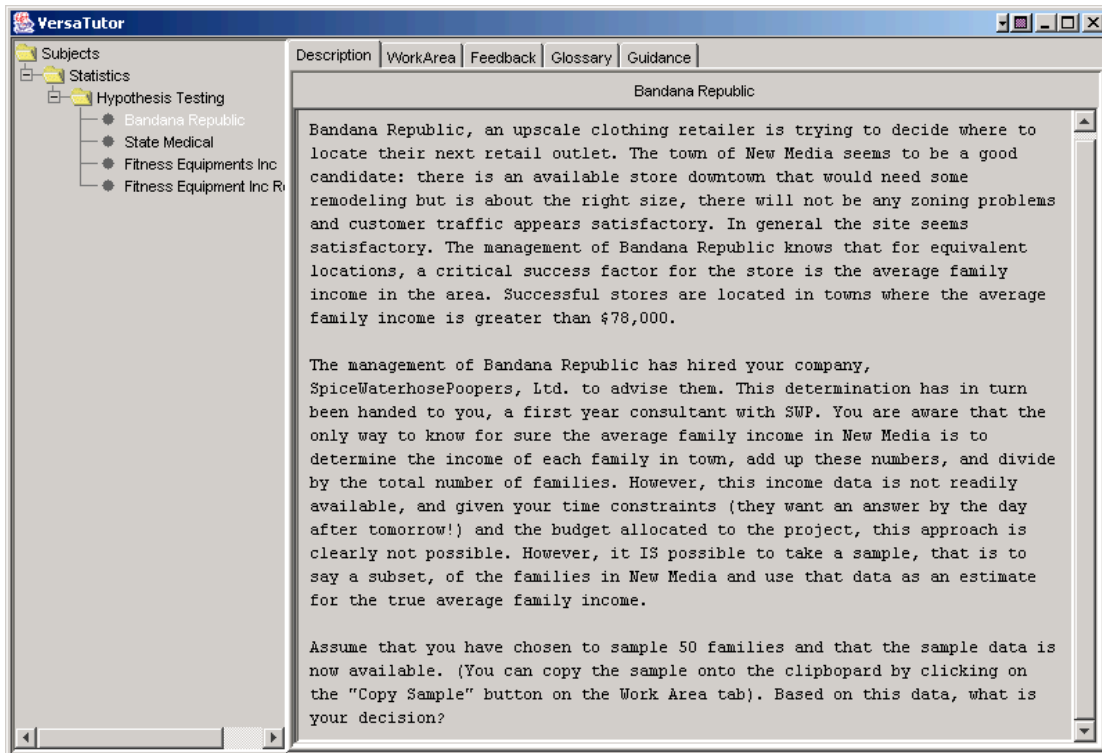 VersaTutor
Subjects
Statistics
Hypothesis Testing
Bandana Republic
State Medical
Fitness Equipments Inc
Fitness Equipment Inc R
Description WorkArea Feedback Glossary Guidance
Bandana Republic
Bandana Republic, an upscale clothing retailer is trying to decide where to
locate their next retail outlet. The town of New Media seems to be a good
candidate: there is an available store downtown that would need some
remodeling but is about the right size, there will not be any zoning problems
and customer traffic appears satisfactory. In general the site seems
satisfactory. The management of Bandana Republic knows that for equivalent
locations, a critical success factor for the store is the average family
income in the area. Successful stores are located in towns where the average
family income is greater than $78,000.
The management of Bandana Republic has hired your company,
SpiceWaterhosePoopers, Ltd. to advise them. This determination has in turn
been handed to you, a first year consultant with SWP. You are aware that the
only way to know for sure the average family income in New Media is to
determine the income of each family in town, add up these numbers, and divide
by the total number of families. However, this income data is not readily
available, and given your time constraints (they want an answer by the day
after tomorrow!) and the budget allocated to the project, this approach is
clearly not possible. However, it IS possible to take a sample, that is to
say a subset, of the families in New Media and use that data as an estimate
for the true average family income.
Assume that you have chosen to sample 50 families and that the sample data is
now available. (You can copy the sample onto the clipbopard by clicking on
the "Copy Sample" button on the Work Area tab). Based on this data, what is
your decision?